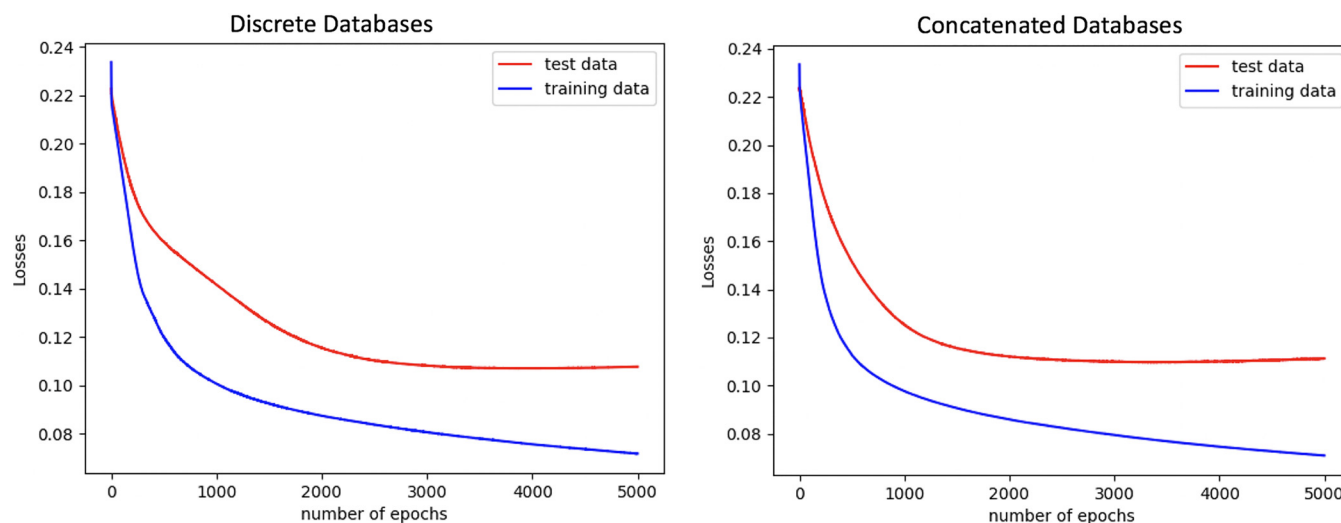 Discrete Databases
0.24
0.22
0.20
0.18
0.16
0.14
0.12
0.10
0.08
Losses
test data
training data
0 1000 2000 3000 4000 5000
number of epochs
Concatenated Databases
0.24
0.22
0.20
0.18
0.16
0.14
0.12
0.10
0.08
Losses
test data
training data
0 1000 2000 3000 4000 5000
number of epochs